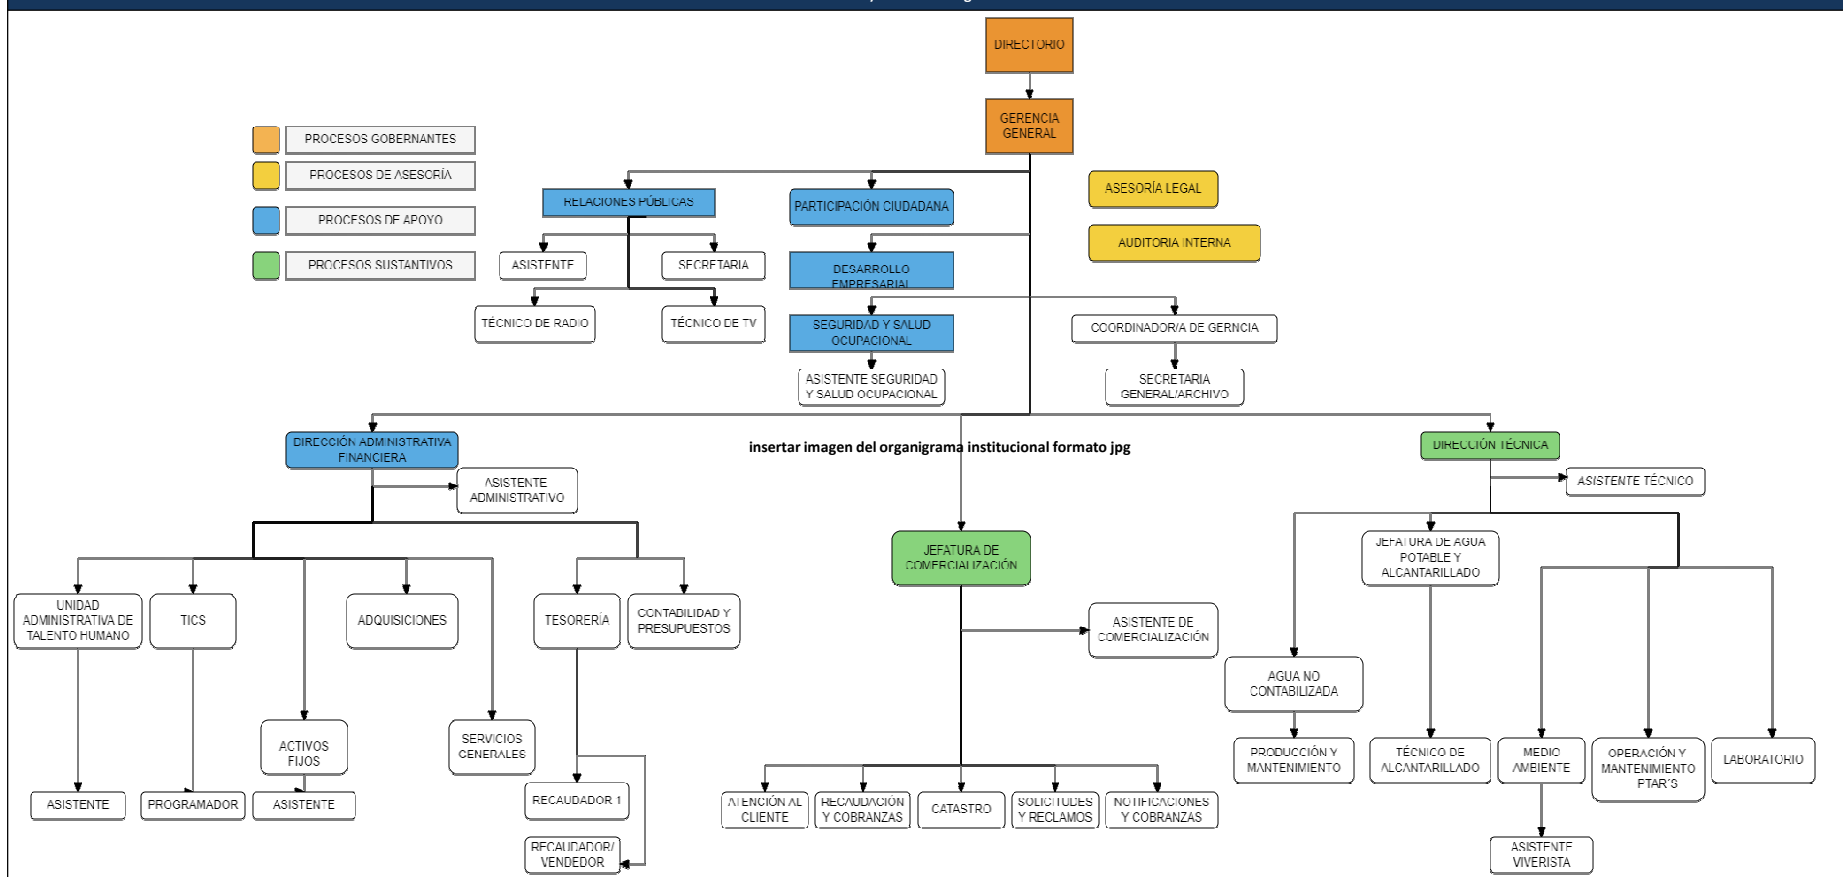 DIRECTORIO
GERENCIA
GENERAL
PROCESOS GOBERNANTES
PROCESOS DE ASESORÍA
PROCESOS DE APOYO
PROCESOS SUSTANTIVOS
RELACIONES PÚBLICAS
PARTICIPACIÓN CIUDADANA
ASESORÍA LEGAL
AUDITORIA INTERNA
ASISTENTE
SECRETARIA
DESARROLLO
EMPRESARIAL
TÉCNICO DE RADIO
TÉCNICO DE TV
SEGURIDAD Y SALUD
OCUPACIONAL
COORDINADOR/A DE GERNCIA
ASISTENTE SEGURIDAD
Y SALUD OCUPACIONAL
SECRETARIA
GENERAL/ARCHIVO
DIRECCIÓN ADMINISTRATIVA
FINANCIERA
insertar imagen del organigrama institucional formato jpg
DIRECCIÓN TÉCNICA
ASISTENTE
ADMINISTRATIVO
ASISTENTE TÉCNICO
JEFATURA DE
COMERCIALIZACIÓN
JEFATURA DE AGUA
POTABLE Y
ALCANTARILLADO
UNIDAD
ADMINISTRATIVA DE
TALENTO HUMANO
TICS
ADQUISICIONES
TESORERÍA
CONTABILIDAD Y
PRESUPUESTOS
ASISTENTE DE
COMERCIALIZACIÓN
AGUA NO
CONTABILIZADA
ACTIVOS
FIJOS
SERVICIOS
GENERALES
PRODUCCIÓN Y
MANTENIMIENTO
TÉCNICO DE
ALCANTARILLADO
MEDIO
AMBIENTE
OPERACIÓN Y
MANTENIMIENTO
PTAR'S
LABORATORIO
ASISTENTE
PROGRAMADOR
ASISTENTE
RECAUDADOR 1
ATENCIÓN AL
CLIENTE
RECAUDACIÓN
Y COBRANZAS
CATASTRO
SOLICITUDES
Y RECLAMOS
NOTIFICACIONES
Y COBRANZAS
RECAUDADOR/
VENDEDOR
ASISTENTE
VIVERISTA